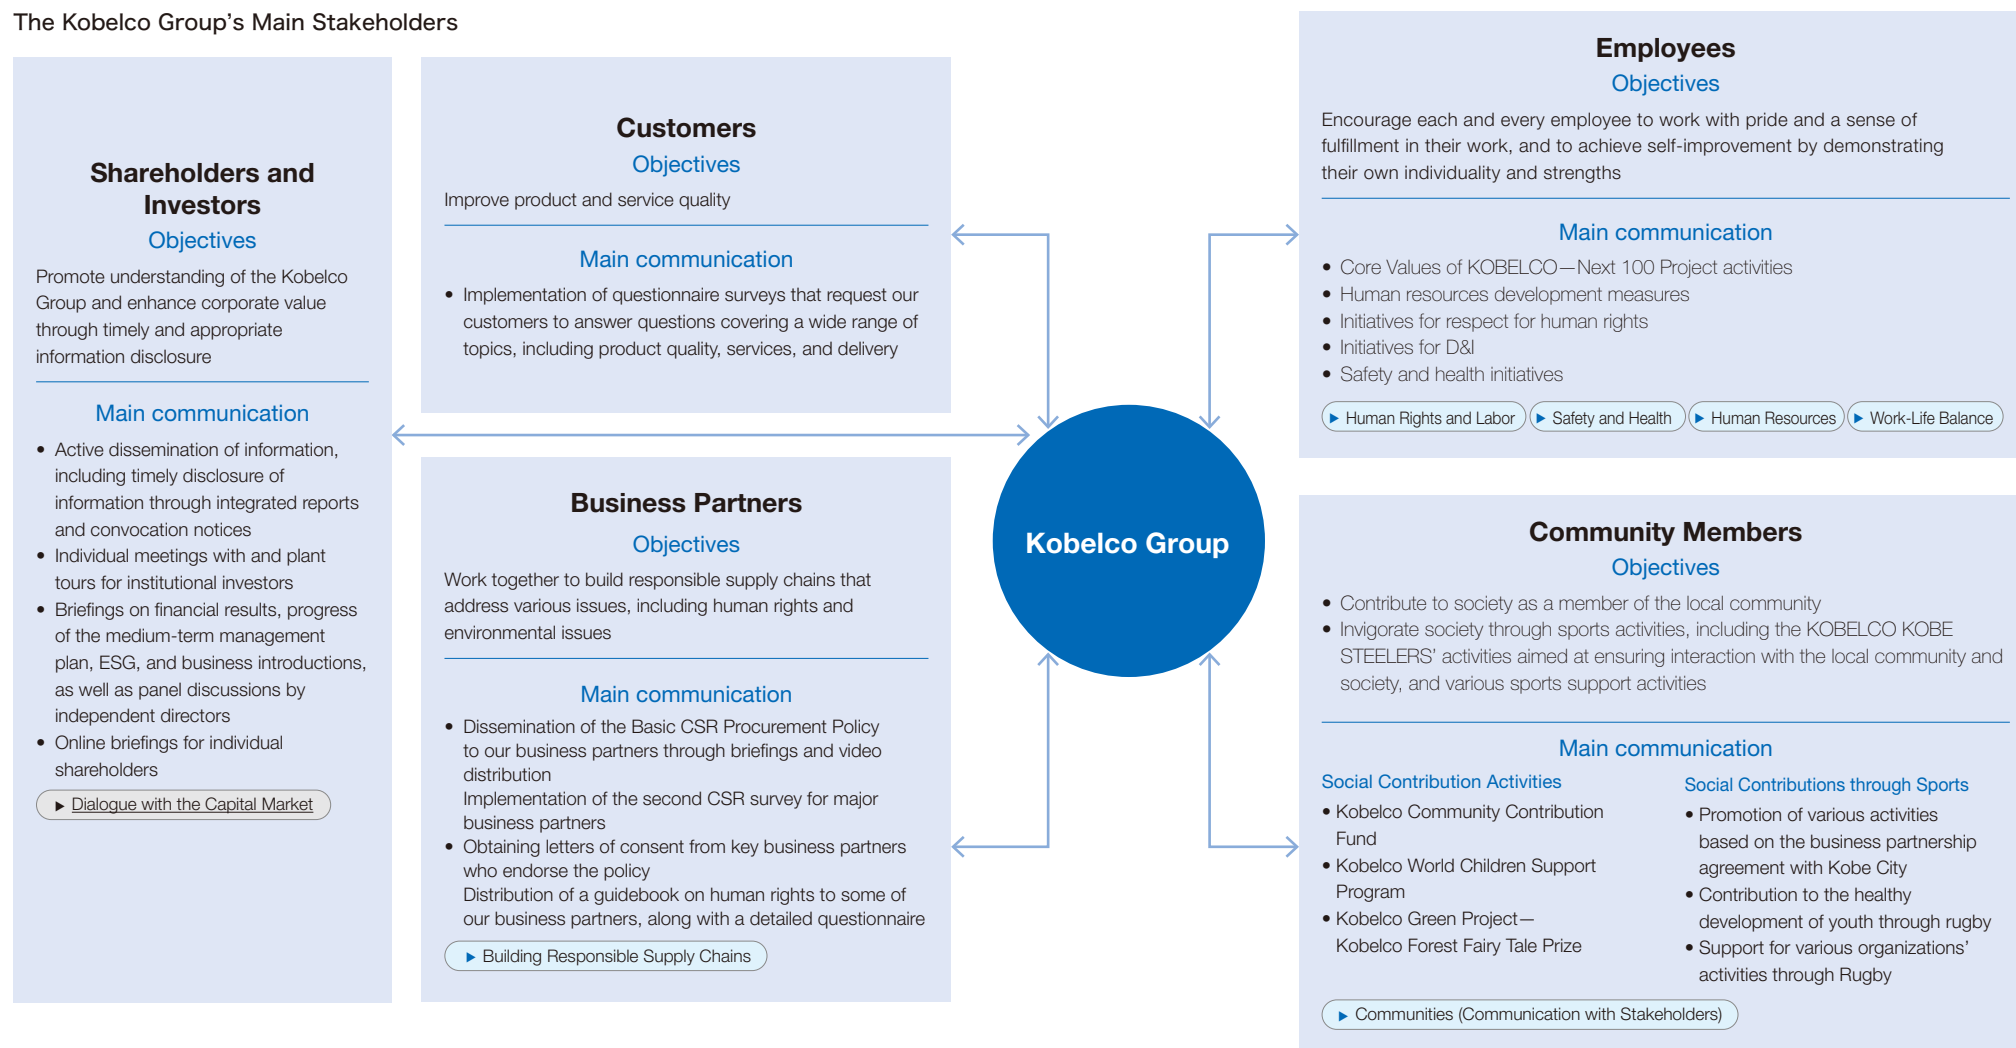 The Kobelco Group's Main Stakeholders
Shareholders and
Investors
Objectives
Promote understanding of the Kobelco
Group and enhance corporate value
through timely and appropriate
information disclosure
Main communication
• Active dissemination of information,
including timely disclosure of
information through integrated reports
and convocation notices
• Individual meetings with and plant
tours for institutional investors
• Briefings on financial results, progress
of the medium-term management
plan, ESG, and business introductions,
as well as panel discussions by
independent directors
• Online briefings for individual
shareholders
▶ Dialogue with the Capital Market
Customers
Objectives
Improve product and service quality
Main communication
• Implementation of questionnaire surveys that request our
customers to answer questions covering a wide range of
topics, including product quality, services, and delivery
Business Partners
Objectives
Work together to build responsible supply chains that
address various issues, including human rights and
environmental issues
Main communication
• Dissemination of the Basic CSR Procurement Policy
to our business partners through briefings and video
distribution
Implementation of the second CSR survey for major
business partners
• Obtaining letters of consent from key business partners
who endorse the policy
Distribution of a guidebook on human rights to some of
our business partners, along with a detailed questionnaire
▶ Building Responsible Supply Chains
Kobelco Group
Employees
Objectives
Encourage each and every employee to work with pride and a sense of
fulfillment in their work, and to achieve self-improvement by demonstrating
their own individuality and strengths
Main communication
• Core Values of KOBELCO—Next 100 Project activities
• Human resources development measures
• Initiatives for respect for human rights
• Initiatives for D&I
• Safety and health initiatives
▶ Human Rights and Labor ▶ Safety and Health ▶ Human Resources ▶ Work-Life Balance
Community Members
Objectives
• Contribute to society as a member of the local community
• Invigorate society through sports activities, including the KOBELCO KOBE
STEELERS' activities aimed at ensuring interaction with the local community and
society, and various sports support activities
Main communication
Social Contribution Activities
• Kobelco Community Contribution
Fund
• Kobelco World Children Support
Program
• Kobelco Green Project—
Kobelco Forest Fairy Tale Prize
Social Contributions through Sports
• Promotion of various activities
based on the business partnership
agreement with Kobe City
• Contribution to the healthy
development of youth through rugby
• Support for various organizations'
activities through Rugby
▶ Communities (Communication with Stakeholders)